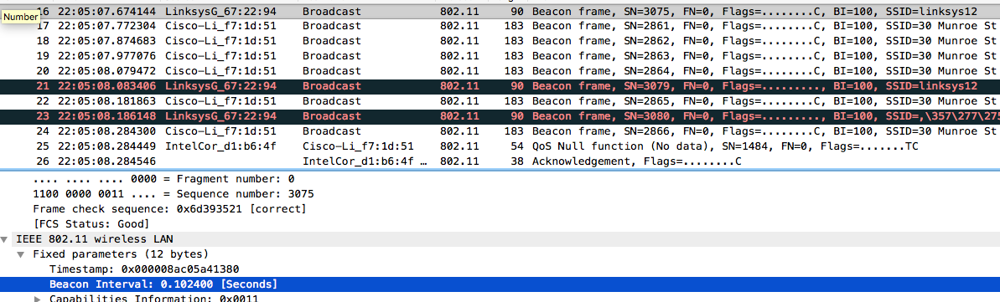 16 22:05:07.674144 LinksysG_67:22:94 Broadcast 802.11 90 Beacon frame, SN=3075, FN=0, Flags=........C, BI=100, SSID=linksys12
Number
17 22:05:07.772304 Cisco-Li_f7:1d:51 Broadcast 802.11 183 Beacon frame, SN=2861, FN=0, Flags=........C, BI=100, SSID=30 Munroe St
18 22:05:07.874683 Cisco-Li_f7:1d:51 Broadcast 802.11 183 Beacon frame, SN=2862, FN=0, Flags=........C, BI=100, SSID=30 Munroe St
19 22:05:07.977076 Cisco-Li_f7:1d:51 Broadcast 802.11 183 Beacon frame, SN=2863, FN=0, Flags=........C, BI=100, SSID=30 Munroe St
20 22:05:08.079472 Cisco-Li_f7:1d:51 Broadcast 802.11 183 Beacon frame, SN=2864, FN=0, Flags=........C, BI=100, SSID=30 Munroe St
21 22:05:08.083406 LinksysG_67:22:94 Broadcast 802.11 90 Beacon frame, SN=3079, FN=0, Flags=........., BI=100, SSID=linksys12
22 22:05:08.181863 Cisco-Li_f7:1d:51 Broadcast 802.11 183 Beacon frame, SN=2865, FN=0, Flags=........C, BI=100, SSID=30 Munroe St
23 22:05:08.186148 LinksysG_67:22:94 Broadcast 802.11 90 Beacon frame, SN=3080, FN=0, Flags=........., BI=100, SSID=,\357\277\275
24 22:05:08.284300 Cisco-Li_f7:1d:51 Broadcast 802.11 183 Beacon frame, SN=2866, FN=0, Flags=........C, BI=100, SSID=30 Munroe St
25 22:05:08.284449 IntelCor_d1:b6:4f Cisco-Li_f7:1d:51 802.11 54 QoS Null function (No data), SN=1484, FN=0, Flags=.......TC
26 22:05:08.284546 IntelCor_d1:b6:4f … 802.11 38 Acknowledgement, Flags=........C
.... .... .... 0000 = Fragment number: 0
1100 0000 0011 .... = Sequence number: 3075
Frame check sequence: 0x6d393521 [correct]
[FCS Status: Good]
IEEE 802.11 wireless LAN
Fixed parameters (12 bytes)
Timestamp: 0x000008ac05a41380
Beacon Interval: 0.102400 [Seconds]
Capabilities Information: 0x0011